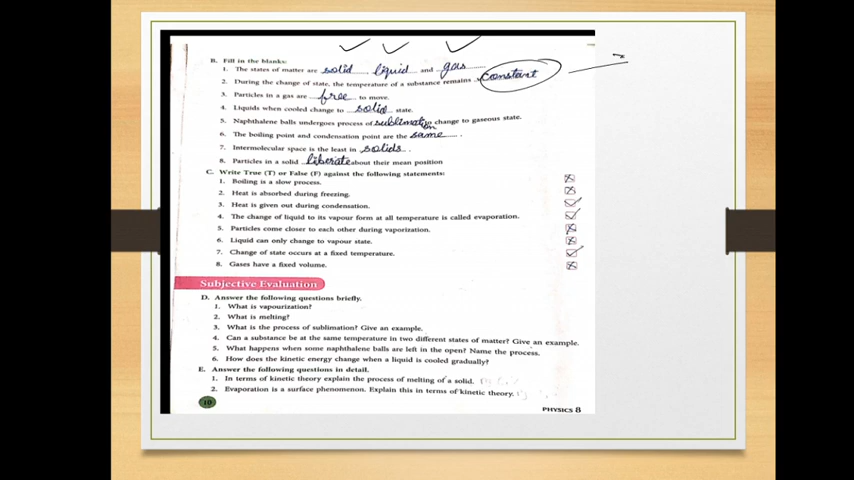 B. Fill in the blanks:
1. The states of matter are solid, liquid and gas
2. During the change of state, the temperature of a substance remains constant
3. Particles in a gas are free to move.
4. Liquids when cooled change to solid state.
5. Naphthalene balls undergoes process of sublimation to change to gaseous state.
6. The boiling point and condensation point are the same.
7. Intermolecular space is the least in solids.
8. Particles in a solid liberate about their mean position
C. Write True (T) or False (F) against the following statements:
1. Boiling is a slow process.
2. Heat is absorbed during freezing.
3. Heat is given out during condensation.
4. The change of liquid to its vapour form at all temperature is called evaporation.
5. Particles come closer to each other during vaporization.
6. Liquid can only change to vapour state.
7. Change of state occurs at a fixed temperature.
8. Gases have a fixed volume.
Subjective Evaluation
D. Answer the following questions briefly.
1. What is vapourization?
2. What is melting?
3. What is the process of sublimation? Give an example.
4. Can a substance be at the same temperature in two different states of matter? Give an example.
5. What happens when some naphthalene balls are left in the open? Name the process.
6. How does the kinetic energy change when a liquid is cooled gradually?
E. Answer the following questions in detail.
1. In terms of kinetic theory explain the process of melting of a solid.
2. Evaporation is a surface phenomenon. Explain this in terms of kinetic theory.
10
PHYSICS 8